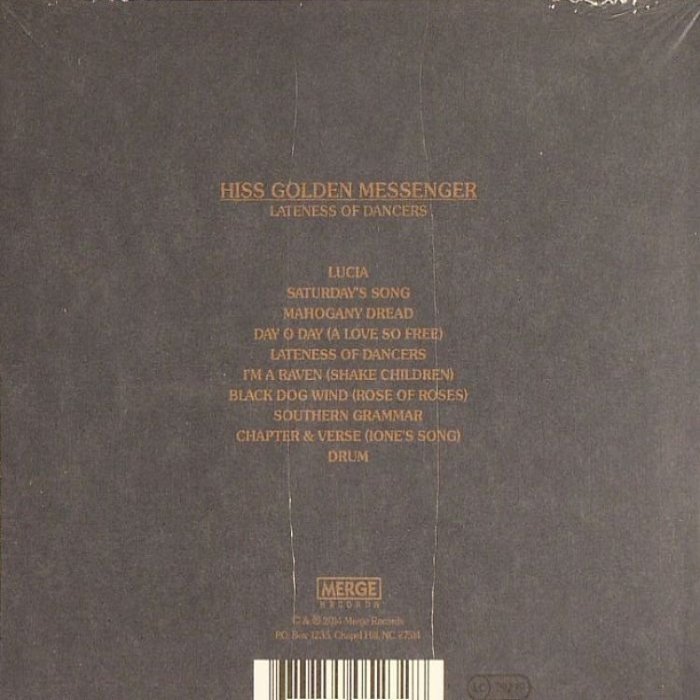 HISS GOLDEN MESSENGER
LATENESS OF DANCERS
LUCIA
SATURDAY'S SONG
MAHOGANY DREAD
DAY O DAY (A LOVE SO FREE)
LATENESS OF DANCERS
I'M A RAVEN (SHAKE CHILDREN)
BLACK DOG WIND (ROSE OF ROSES)
SOUTHERN GRAMMAR
CHAPTER & VERSE (IONE'S SONG)
DRUM
MERGE
RECORDS
© & ℗ 2014 Merge Records
P.O. Box 1235, Chapel Hill, NC 27514
LC